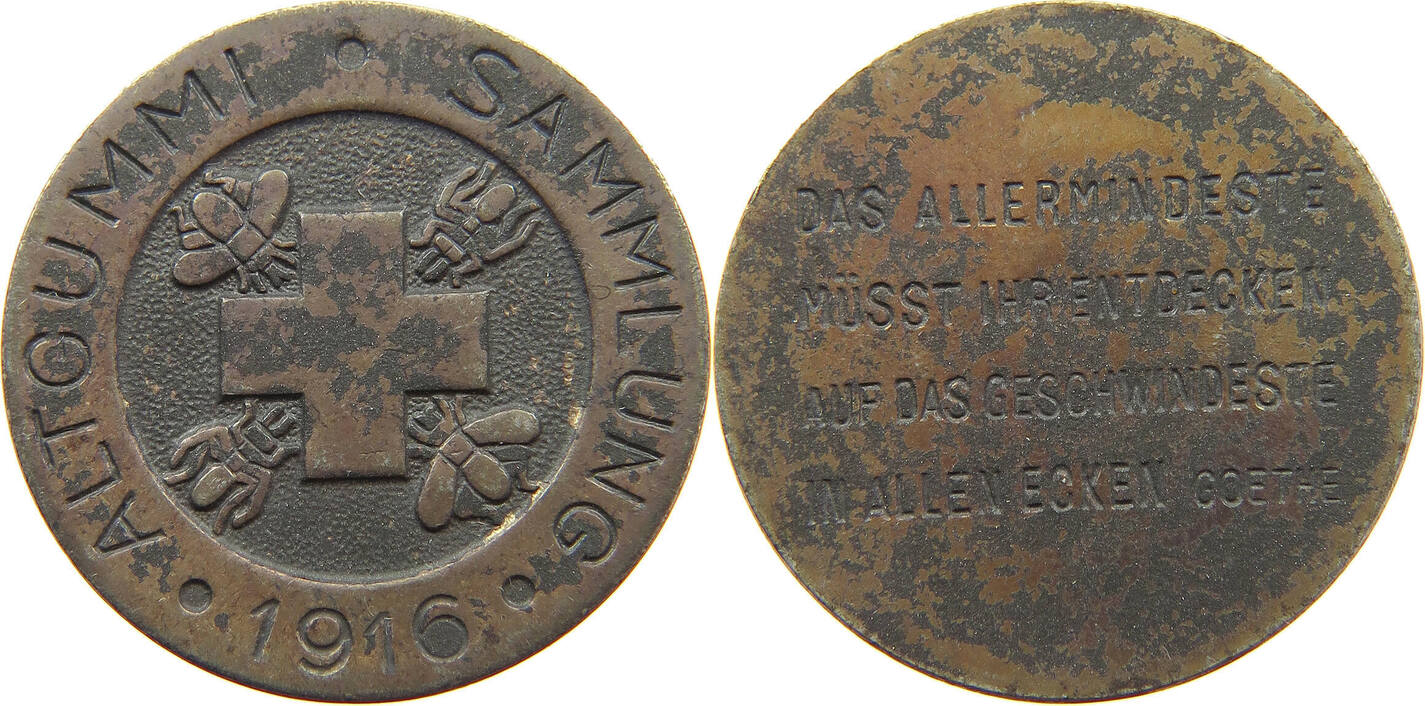 ALTGUMMI • SAMMLUNG •
1916 •
DAS ALLERMINDESTE
MÜSST IHR ENTDECKEN
AUF DAS GESCHWINDESTE
IN ALLEN ECKEN GOETHE